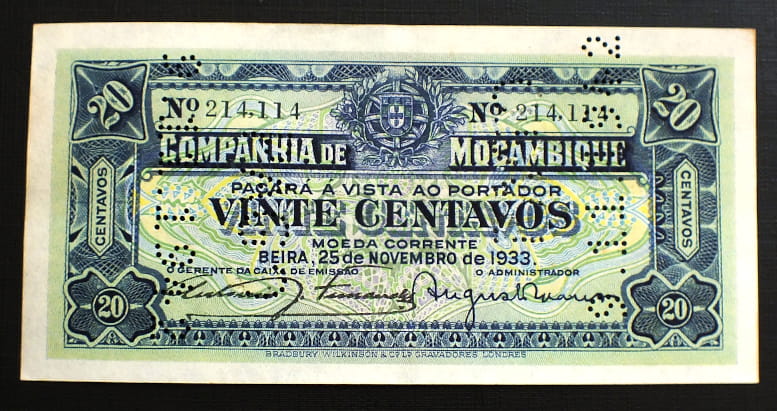 20 20
Nº 214,114 Nº 214,114
COMPANHIA DE MOÇAMBIQUE
PAGARÁ Á VISTA AO PORTADOR
VINTE CENTAVOS
MOEDA CORRENTE
BEIRA, 25 de NOVEMBRO de 1933.
O GERENTE DA CAIXA DE EMISSÃO O ADMINISTRADOR
CENTAVOS CENTAVOS
20 20
BRADBURY, WILKINSON & Cº Lº GRAVADORES LONDRES